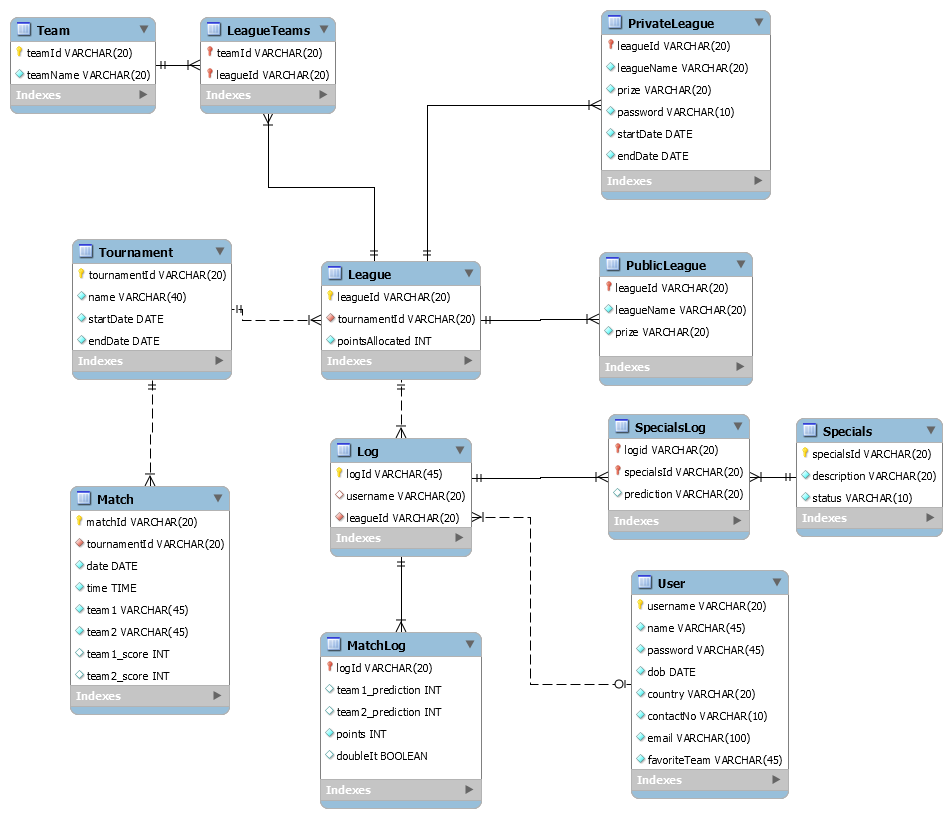 Team
teamId VARCHAR(20)
teamName VARCHAR(20)
Indexes
LeagueTeams
teamId VARCHAR(20)
leagueId VARCHAR(20)
Indexes
PrivateLeague
leagueId VARCHAR(20)
leagueName VARCHAR(20)
prize VARCHAR(20)
password VARCHAR(10)
startDate DATE
endDate DATE
Indexes
Tournament
tournamentId VARCHAR(20)
name VARCHAR(40)
startDate DATE
endDate DATE
Indexes
League
leagueId VARCHAR(20)
tournamentId VARCHAR(20)
pointsAllocated INT
Indexes
PublicLeague
leagueId VARCHAR(20)
leagueName VARCHAR(20)
prize VARCHAR(20)
Indexes
Log
logId VARCHAR(45)
username VARCHAR(20)
leagueId VARCHAR(20)
Indexes
SpecialsLog
logid VARCHAR(20)
specialsId VARCHAR(20)
prediction VARCHAR(20)
Indexes
Specials
specialsId VARCHAR(20)
description VARCHAR(20)
status VARCHAR(10)
Indexes
Match
matchId VARCHAR(20)
tournamentId VARCHAR(20)
date DATE
time TIME
team1 VARCHAR(45)
team2 VARCHAR(45)
team1_score INT
team2_score INT
Indexes
MatchLog
logId VARCHAR(20)
team1_prediction INT
team2_prediction INT
points INT
doubleIt BOOLEAN
Indexes
User
username VARCHAR(20)
name VARCHAR(45)
password VARCHAR(45)
dob DATE
country VARCHAR(20)
contactNo VARCHAR(10)
email VARCHAR(100)
favoriteTeam VARCHAR(45)
Indexes